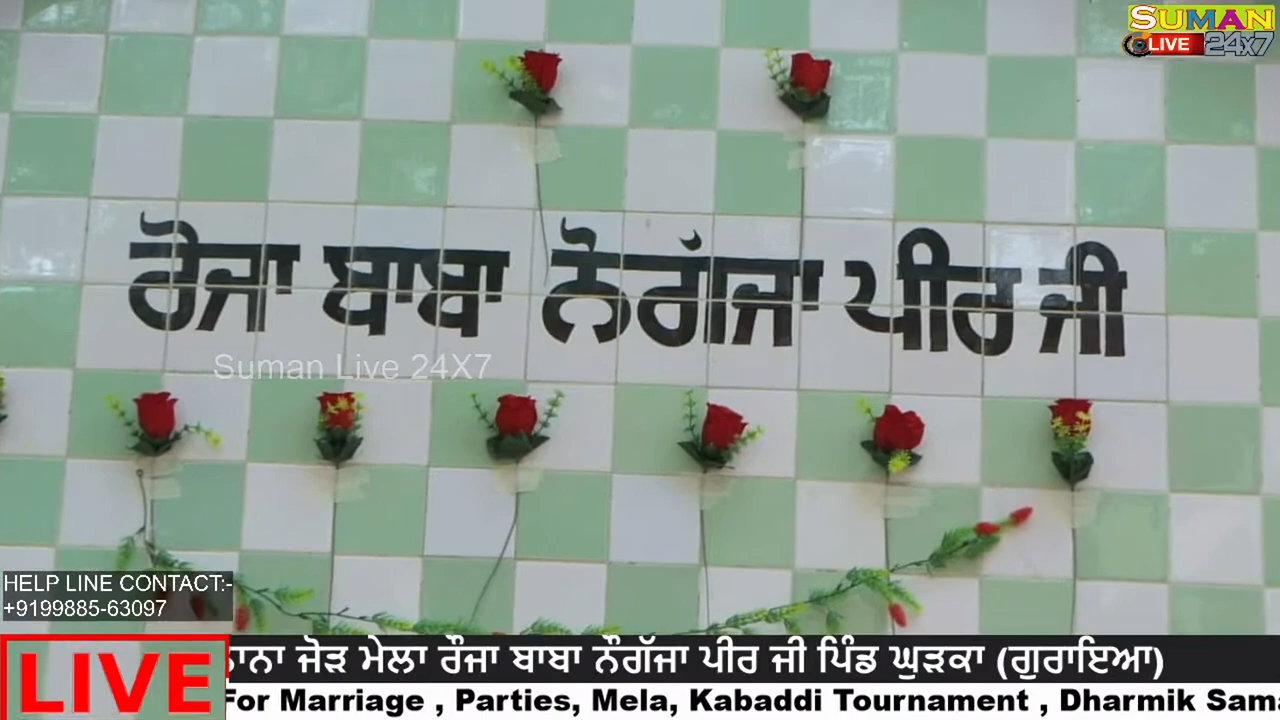 SUMAN
LIVE 24x7
ਰੋਜਾ ਬਾਬਾ ਨੋਗੱਜਾ ਪੀਰ ਜੀ
Suman Live 24X7
HELP LINE CONTACT:-
+9199885-63097
LIVE
ਜੋੜ ਮੇਲਾ ਰੌਜਾ ਬਾਬਾ ਨੌਗੱਜਾ ਪੀਰ ਜੀ ਪਿੰਡ ਘੁੜਕਾ (ਗੁਰਾਇਆ)
For Marriage , Parties, Mela, Kabaddi Tournament , Dharmik